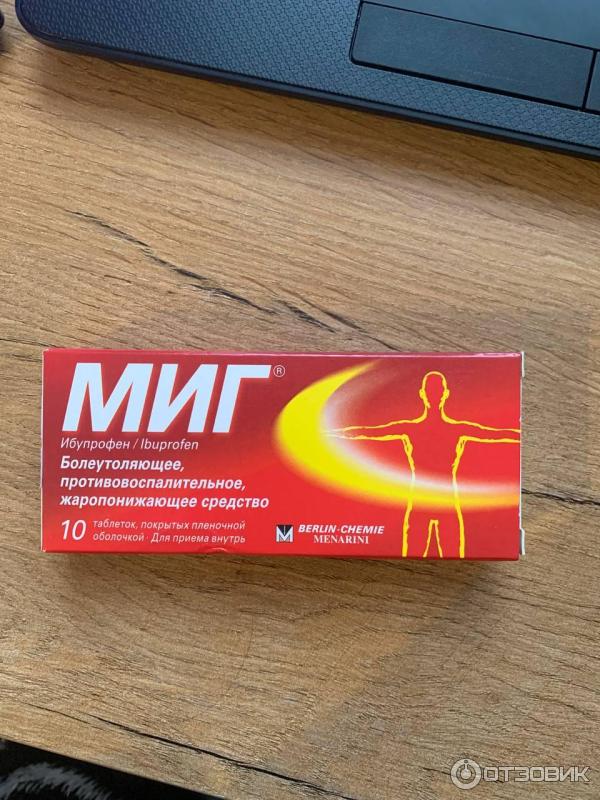 МИГ®
Ибупрофен / Ibuprofen
Болеутоляющее,
противовоспалительное,
жаропонижающее средство
10 таблеток, покрытых пленочной
оболочкой · Для приема внутрь
M BERLIN-CHEMIE
MENARINI
ОТЗОВИК